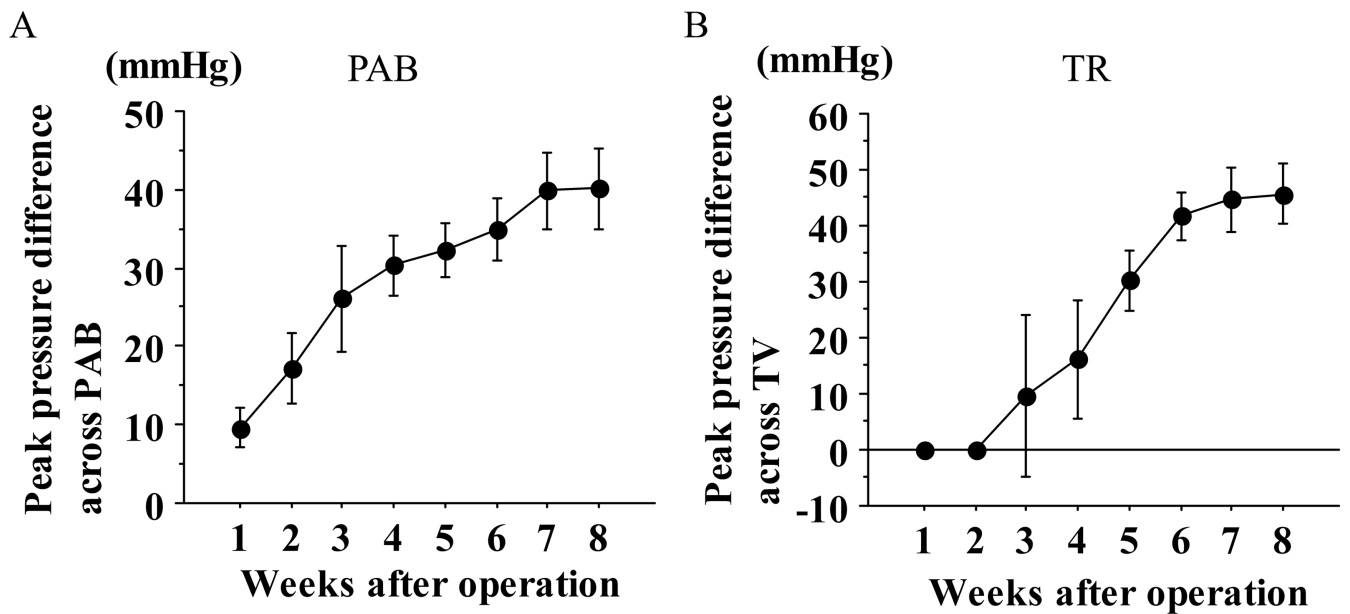 A
(mmHg)
PAB
Peak pressure difference
across PAB
50
40
30
20
10
0
1 2 3 4 5 6 7 8
Weeks after operation
B
(mmHg)
TR
Peak pressure difference
across TV
60
50
40
30
20
10
0
-10
1 2 3 4 5 6 7 8
Weeks after operation